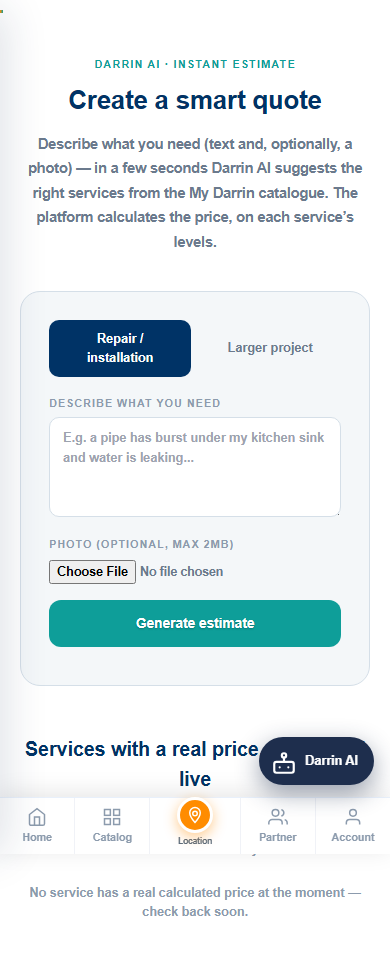 DARRIN AI · INSTANT ESTIMATE
Create a smart quote
Describe what you need (text and, optionally, a
photo) — in a few seconds Darrin AI suggests the
right services from the My Darrin catalogue. The
platform calculates the price, on each service's
levels.
Repair /
installation
Larger project
DESCRIBE WHAT YOU NEED
E.g. a pipe has burst under my kitchen sink
and water is leaking...
PHOTO (OPTIONAL, MAX 2MB)
Choose File No file chosen
Generate estimate
Services with a real price
live
Darrin AI
Home
Catalog
Location
Partner
Account
No service has a real calculated price at the moment —
check back soon.